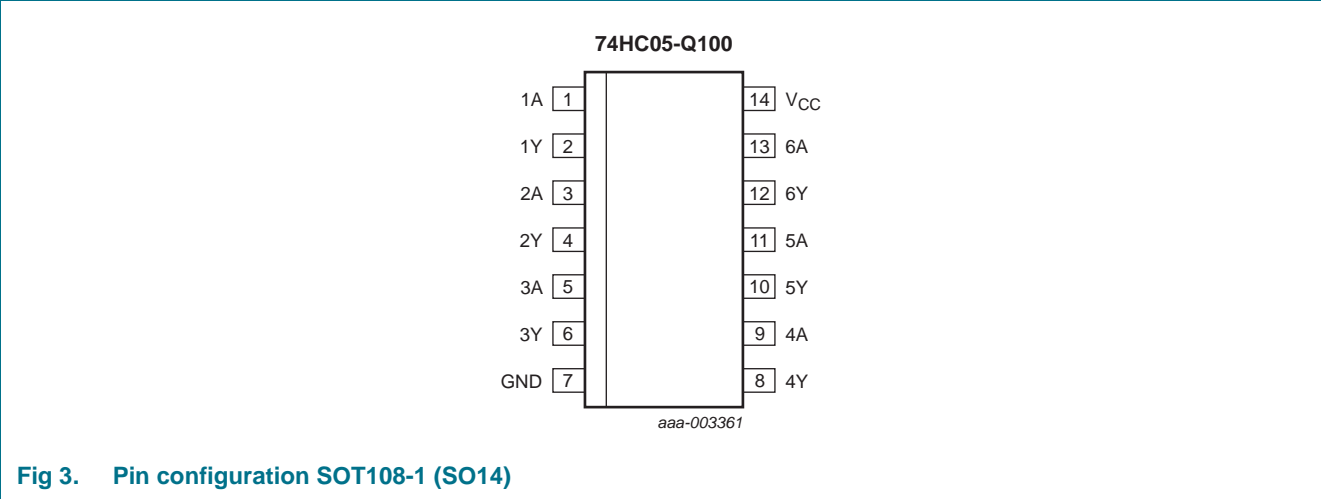 74HC05-Q100
1A 1 14 VCC
1Y 2 13 6A
2A 3 12 6Y
2Y 4 11 5A
3A 5 10 5Y
3Y 6 9 4A
GND 7 8 4Y
aaa-003361
Fig 3. Pin configuration SOT108-1 (SO14)